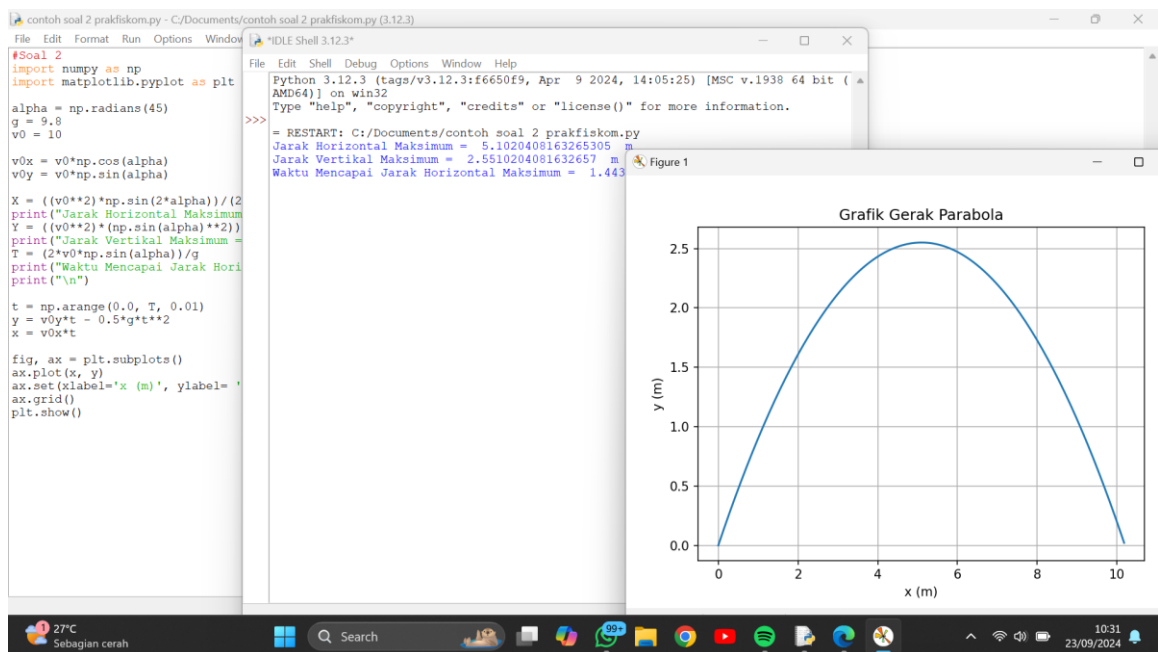 contoh soal 2 prakfiskom.py - C:/Documents/contoh soal 2 prakfiskom.py (3.12.3)
File Edit Format Run Options Window
#Soal 2
import numpy as np
import matplotlib.pyplot as plt
alpha = np.radians(45)
g = 9.8
v0 = 10
v0x = v0*np.cos(alpha)
v0y = v0*np.sin(alpha)
X = ((v0**2)*np.sin(2*alpha))/(2
print("Jarak Horizontal Maksimum
Y = ((v0**2)*(np.sin(alpha)**2))
print("Jarak Vertikal Maksimum =
T = (2*v0*np.sin(alpha))/g
print("Waktu Mencapai Jarak Hori
print("\n")
t = np.arange(0.0, T, 0.01)
y = v0y*t - 0.5*g*t**2
x = v0x*t
fig, ax = plt.subplots()
ax.plot(x, y)
ax.set(xlabel='x (m)', ylabel= '
ax.grid()
plt.show()
*IDLE Shell 3.12.3*
File Edit Shell Debug Options Window Help
Python 3.12.3 (tags/v3.12.3:f6650f9, Apr 9 2024, 14:05:25) [MSC v.1938 64 bit (
AMD64)] on win32
Type "help", "copyright", "credits" or "license()" for more information.
>>>
= RESTART: C:/Documents/contoh soal 2 prakfiskom.py
Jarak Horizontal Maksimum = 5.1020408163265305 m
Jarak Vertikal Maksimum = 2.5510204081632657 m
Waktu Mencapai Jarak Horizontal Maksimum = 1.443
Figure 1
Grafik Gerak Parabola
2.5
2.0
1.5
1.0
0.5
0.0
y (m)
0 2 4 6 8 10
x (m)
1
27°C
Sebagian cerah
Search
99+
10:31
23/09/2024